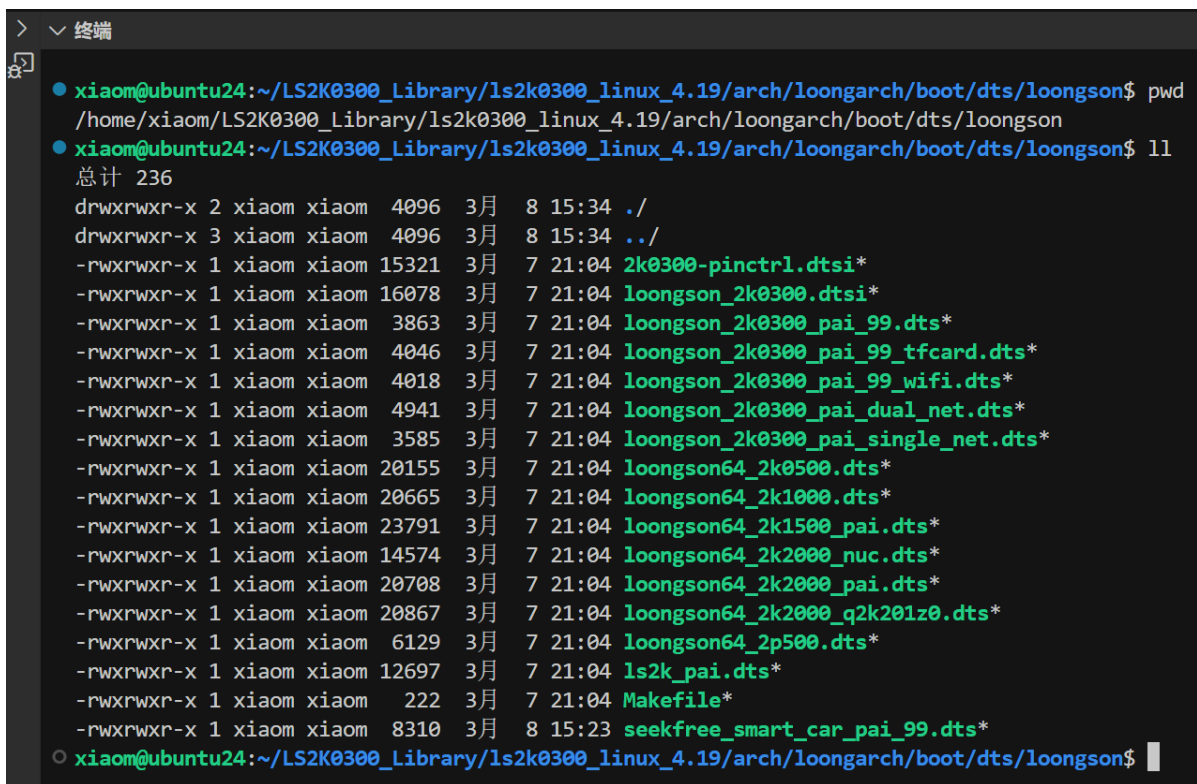 终端
xiaom@ubuntu24:~/LS2K0300_Library/ls2k0300_linux_4.19/arch/loongarch/boot/dts/loongson$ pwd
/home/xiaom/LS2K0300_Library/ls2k0300_linux_4.19/arch/loongarch/boot/dts/loongson
xiaom@ubuntu24:~/LS2K0300_Library/ls2k0300_linux_4.19/arch/loongarch/boot/dts/loongson$ ll
总计 236
drwxrwxr-x 2 xiaom xiaom  4096  3月  8 15:34 ./
drwxrwxr-x 3 xiaom xiaom  4096  3月  8 15:34 ../
-rwxrwxr-x 1 xiaom xiaom 15321  3月  7 21:04 2k0300-pinctrl.dtsi*
-rwxrwxr-x 1 xiaom xiaom 16078  3月  7 21:04 loongson_2k0300.dtsi*
-rwxrwxr-x 1 xiaom xiaom  3863  3月  7 21:04 loongson_2k0300_pai_99.dts*
-rwxrwxr-x 1 xiaom xiaom  4046  3月  7 21:04 loongson_2k0300_pai_99_tfcard.dts*
-rwxrwxr-x 1 xiaom xiaom  4018  3月  7 21:04 loongson_2k0300_pai_99_wifi.dts*
-rwxrwxr-x 1 xiaom xiaom  4941  3月  7 21:04 loongson_2k0300_pai_dual_net.dts*
-rwxrwxr-x 1 xiaom xiaom  3585  3月  7 21:04 loongson_2k0300_pai_single_net.dts*
-rwxrwxr-x 1 xiaom xiaom 20155  3月  7 21:04 loongson64_2k0500.dts*
-rwxrwxr-x 1 xiaom xiaom 20665  3月  7 21:04 loongson64_2k1000.dts*
-rwxrwxr-x 1 xiaom xiaom 23791  3月  7 21:04 loongson64_2k1500_pai.dts*
-rwxrwxr-x 1 xiaom xiaom 14574  3月  7 21:04 loongson64_2k2000_nuc.dts*
-rwxrwxr-x 1 xiaom xiaom 20708  3月  7 21:04 loongson64_2k2000_pai.dts*
-rwxrwxr-x 1 xiaom xiaom 20867  3月  7 21:04 loongson64_2k2000_q2k201z0.dts*
-rwxrwxr-x 1 xiaom xiaom  6129  3月  7 21:04 loongson64_2p500.dts*
-rwxrwxr-x 1 xiaom xiaom 12697  3月  7 21:04 ls2k_pai.dts*
-rwxrwxr-x 1 xiaom xiaom   222  3月  7 21:04 Makefile*
-rwxrwxr-x 1 xiaom xiaom  8310  3月  8 15:23 seekfree_smart_car_pai_99.dts*
xiaom@ubuntu24:~/LS2K0300_Library/ls2k0300_linux_4.19/arch/loongarch/boot/dts/loongson$